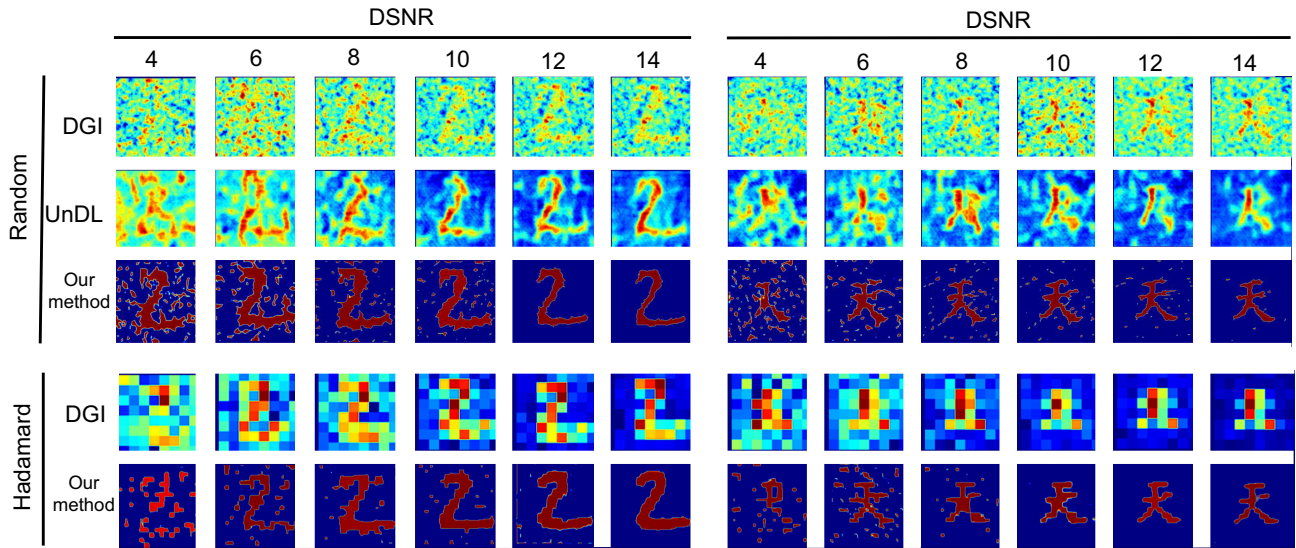 DSNR DSNR
4 6 8 10 12 14 4 6 8 10 12 14
Random
DGI
UnDL
Our
method
Hadamard
DGI
Our
method